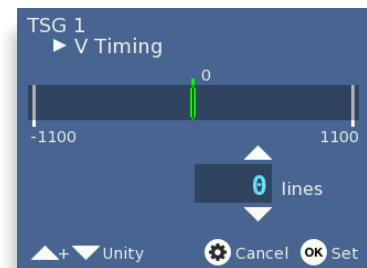 TSG 1
▶ V Timing
0
-1100 1100
0 lines
▲+▼ Unity Cancel OK Set